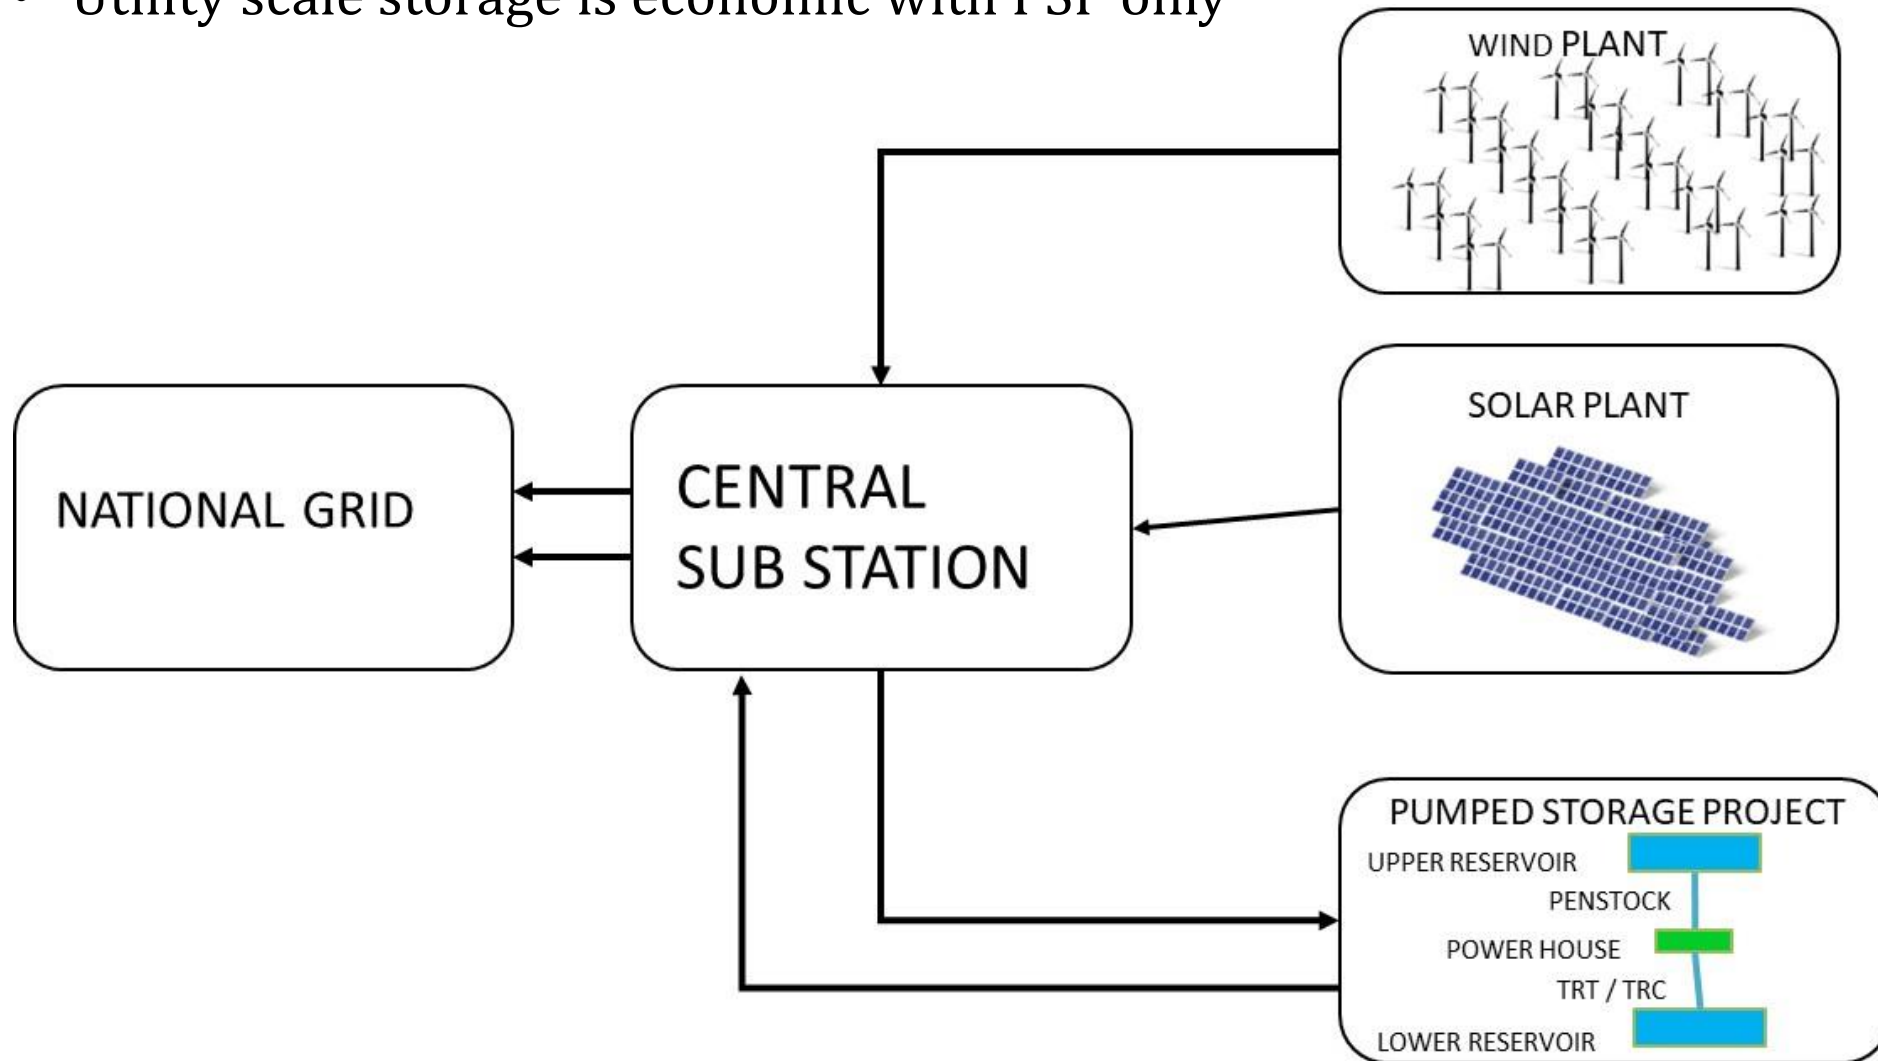 • Utility scale storage is economic with PSP only
WIND PLANT
SOLAR PLANT
NATIONAL GRID
CENTRAL
SUB STATION
PUMPED STORAGE PROJECT
UPPER RESERVOIR
PENSTOCK
POWER HOUSE
TRT / TRC
LOWER RESERVOIR